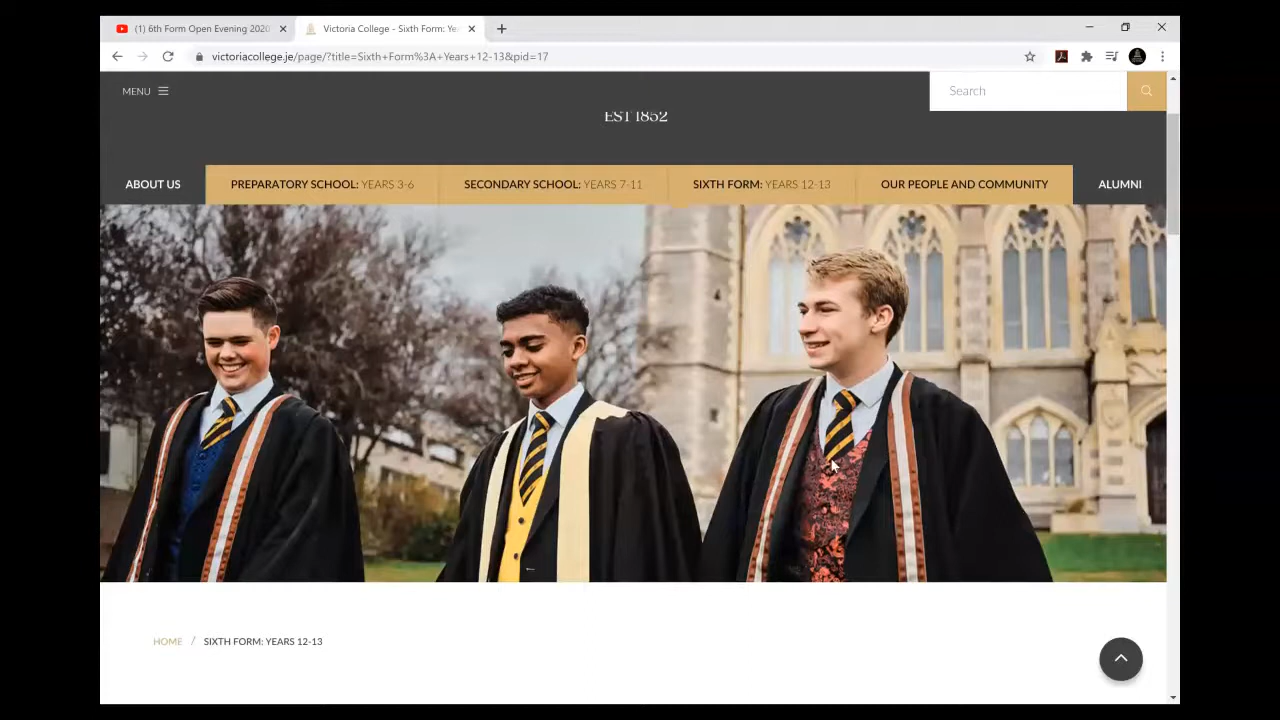 (1) 6th Form Open Evening 2020
Victoria College - Sixth Form: Ye
victoriacollege.je/page/?title=Sixth+Form%3A+Years+12-13&pid=17
MENU
Search
EST 1852
ABOUT US
PREPARATORY SCHOOL: YEARS 3-6
SECONDARY SCHOOL: YEARS 7-11
SIXTH FORM: YEARS 12-13
OUR PEOPLE AND COMMUNITY
ALUMNI
HOME / SIXTH FORM: YEARS 12-13